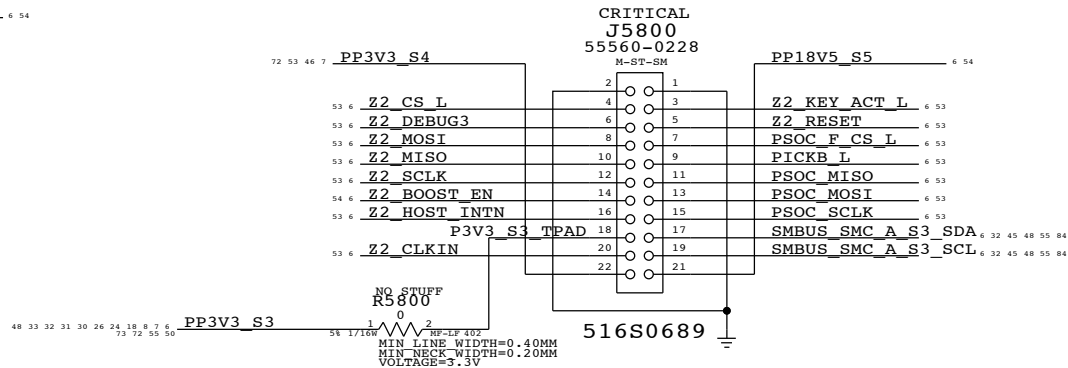 6 54
CRITICAL
J5800
55560-0228
M-ST-SM
72 53 46 7 PP3V3_S4
PP18V5_S5 6 54
2 1
53 6 Z2_CS_L 4 3 Z2_KEY_ACT_L 6 53
53 6 Z2_DEBUG3 6 5 Z2_RESET 6 53
53 6 Z2_MOSI 8 7 PSOC_F_CS_L 6 53
53 6 Z2_MISO 10 9 PICKB_L 6 53
53 6 Z2_SCLK 12 11 PSOC_MISO 6 53
54 6 Z2_BOOST_EN 14 13 PSOC_MOSI 6 53
53 6 Z2_HOST_INTN 16 15 PSOC_SCLK 6 53
P3V3_S3_TPAD 18 17 SMBUS_SMC_A_S3_SDA 6 32 45 48 55 84
53 6 Z2_CLKIN 20 19 SMBUS_SMC_A_S3_SCL 6 32 45 48 55 84
22 21
NO STUFF
R5800
0
48 33 32 31 30 26 24 18 8 7 6 PP3V3_S3 1 2
73 72 55 50 5% 1/16W MF-LF 402
516S0689
MIN_LINE_WIDTH=0.40MM
MIN_NECK_WIDTH=0.20MM
VOLTAGE=3.3V